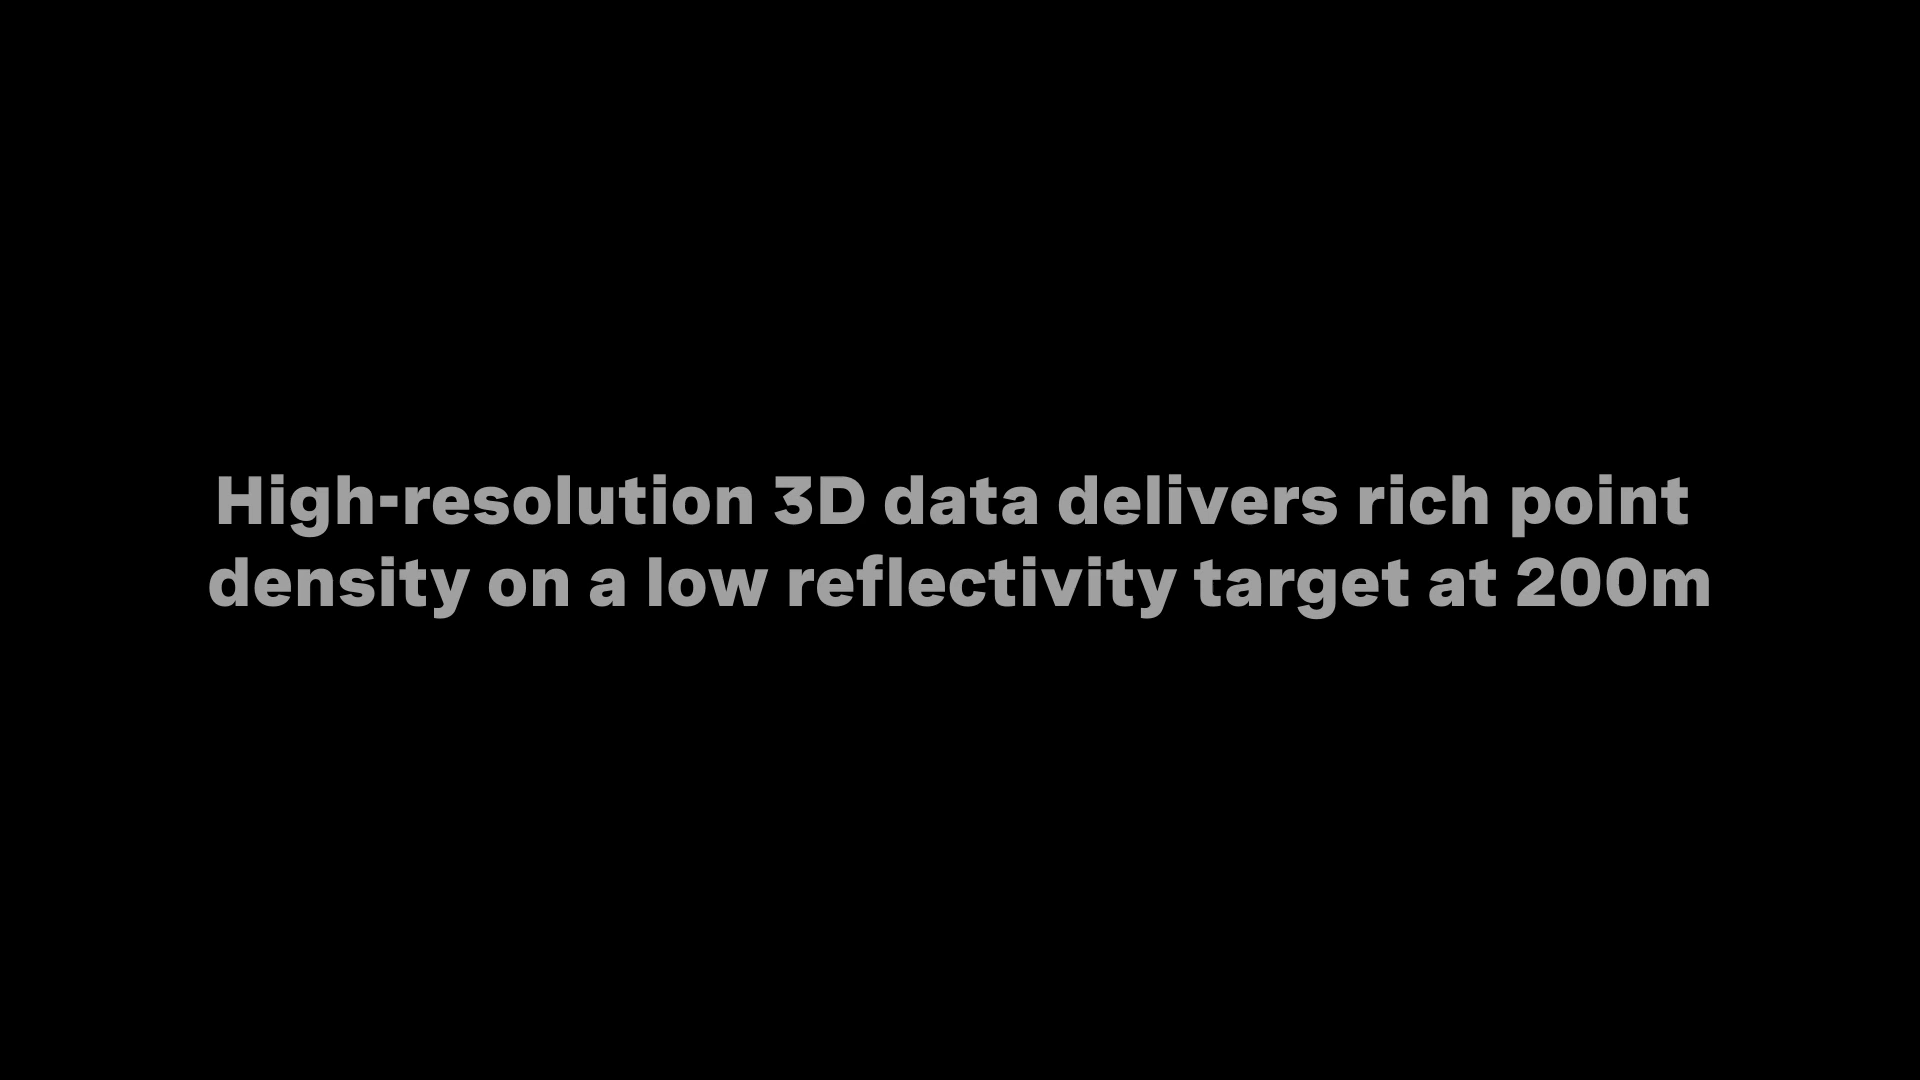 High-resolution 3D data delivers rich point
density on a low reflectivity target at 200m